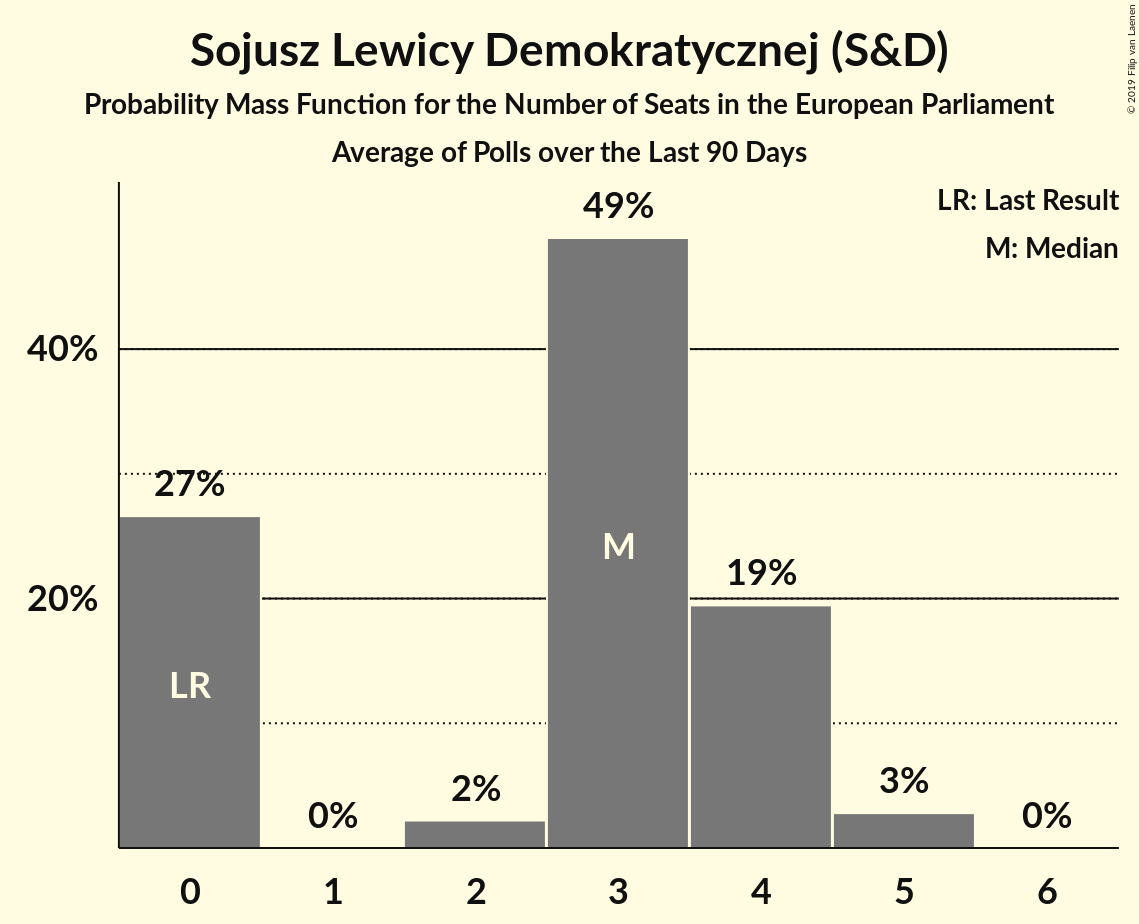 Sojusz Lewicy Demokratycznej (S&D)
Probability Mass Function for the Number of Seats in the European Parliament
Average of Polls over the Last 90 Days
© 2019 Filip van Laenen
LR: Last Result
M: Median
49%
40%
27%
M
19%
20%
LR
2%
3%
0%
0%
0 1 2 3 4 5 6